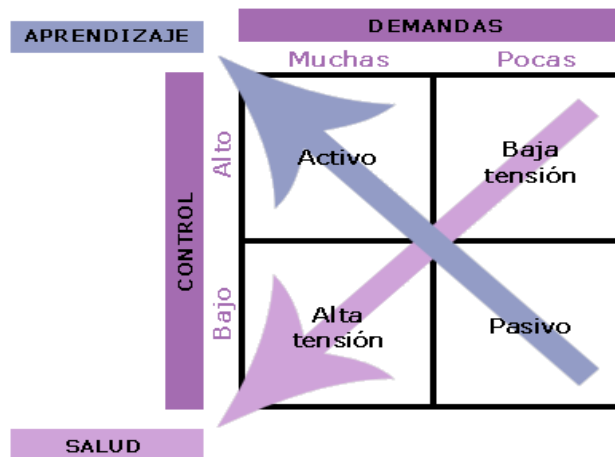 APRENDIZAJE
DEMANDAS
Muchas
Pocas
CONTROL
Alto
Activo
Baja
tensión
Bajo
Alta
tensión
Pasivo
SALUD